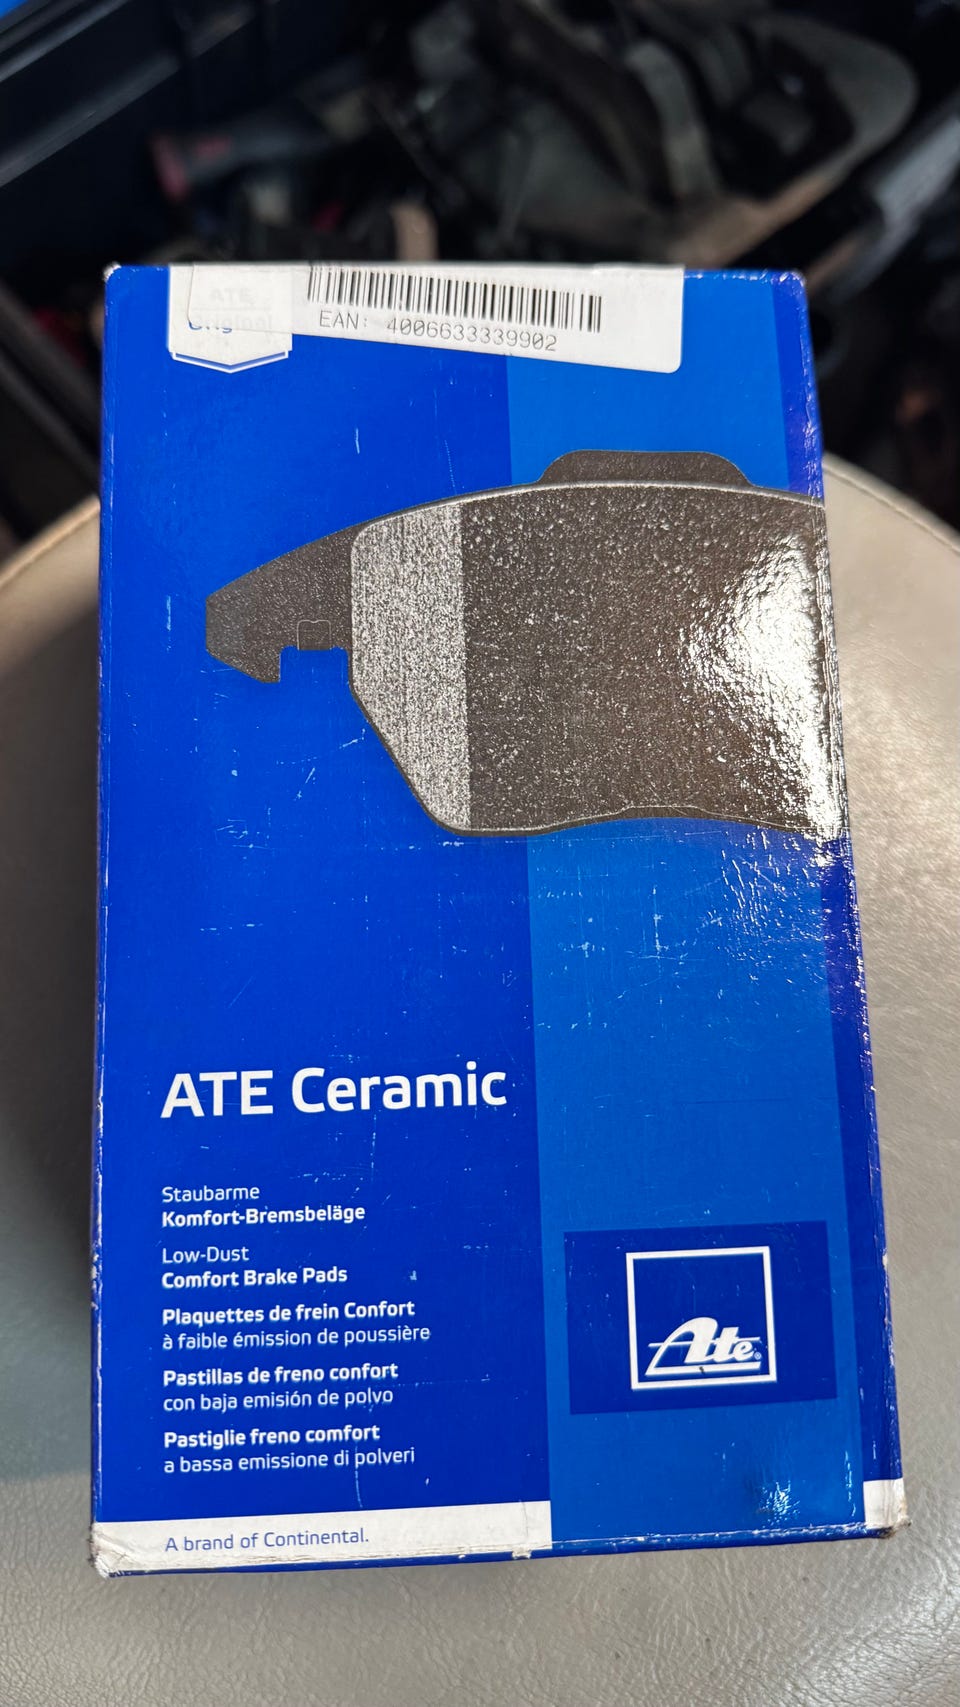 ATE
Original
EAN: 4006633339902
ATE Ceramic
Staubarme
Komfort-Bremsbeläge
Low-Dust
Comfort Brake Pads
Plaquettes de frein Confort
à faible émission de poussière
Pastillas de freno confort
con baja emisión de polvo
Pastiglie freno comfort
a bassa emissione di polveri
Ate®
A brand of Continental.